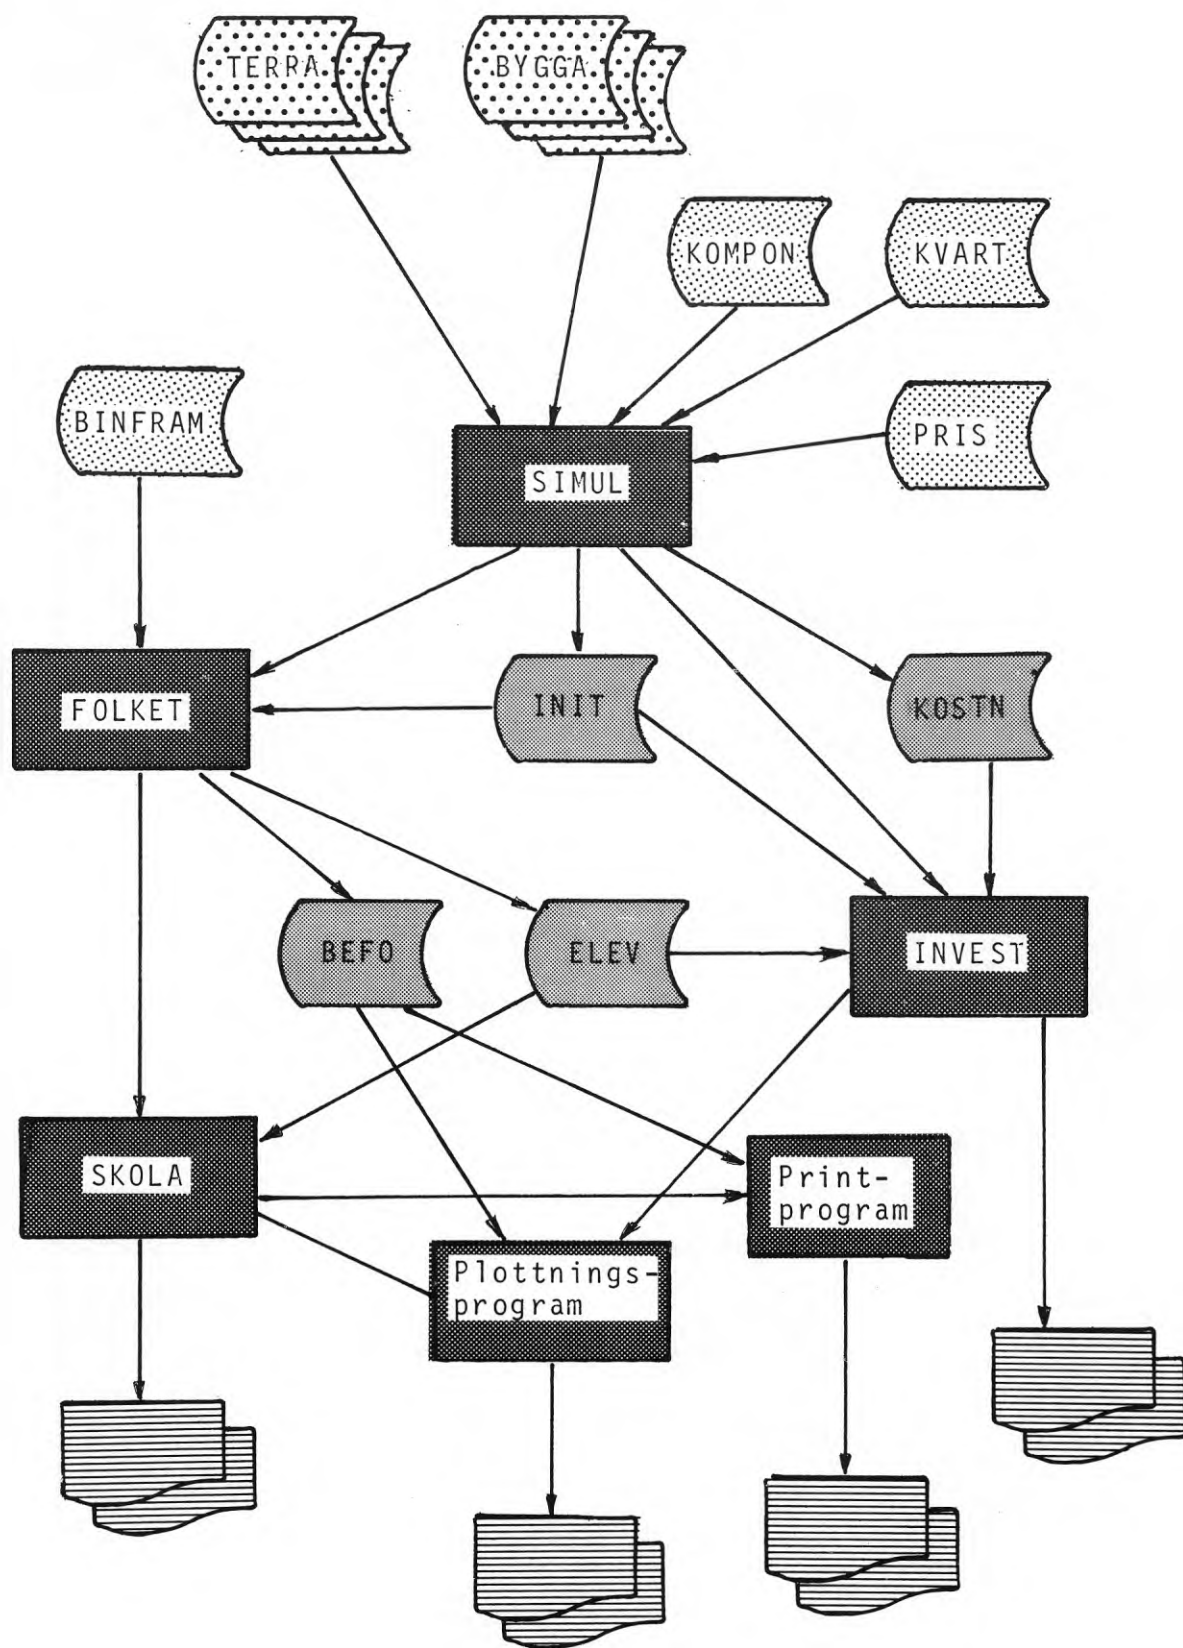 TERRA
BYGGA
KOMPON
KVART
BINFRAM
PRIS
SIMUL
FOLKET
INIT
KOSTN
BEFO
ELEV
INVEST
SKOLA
Print-
program
Plottnings-
program